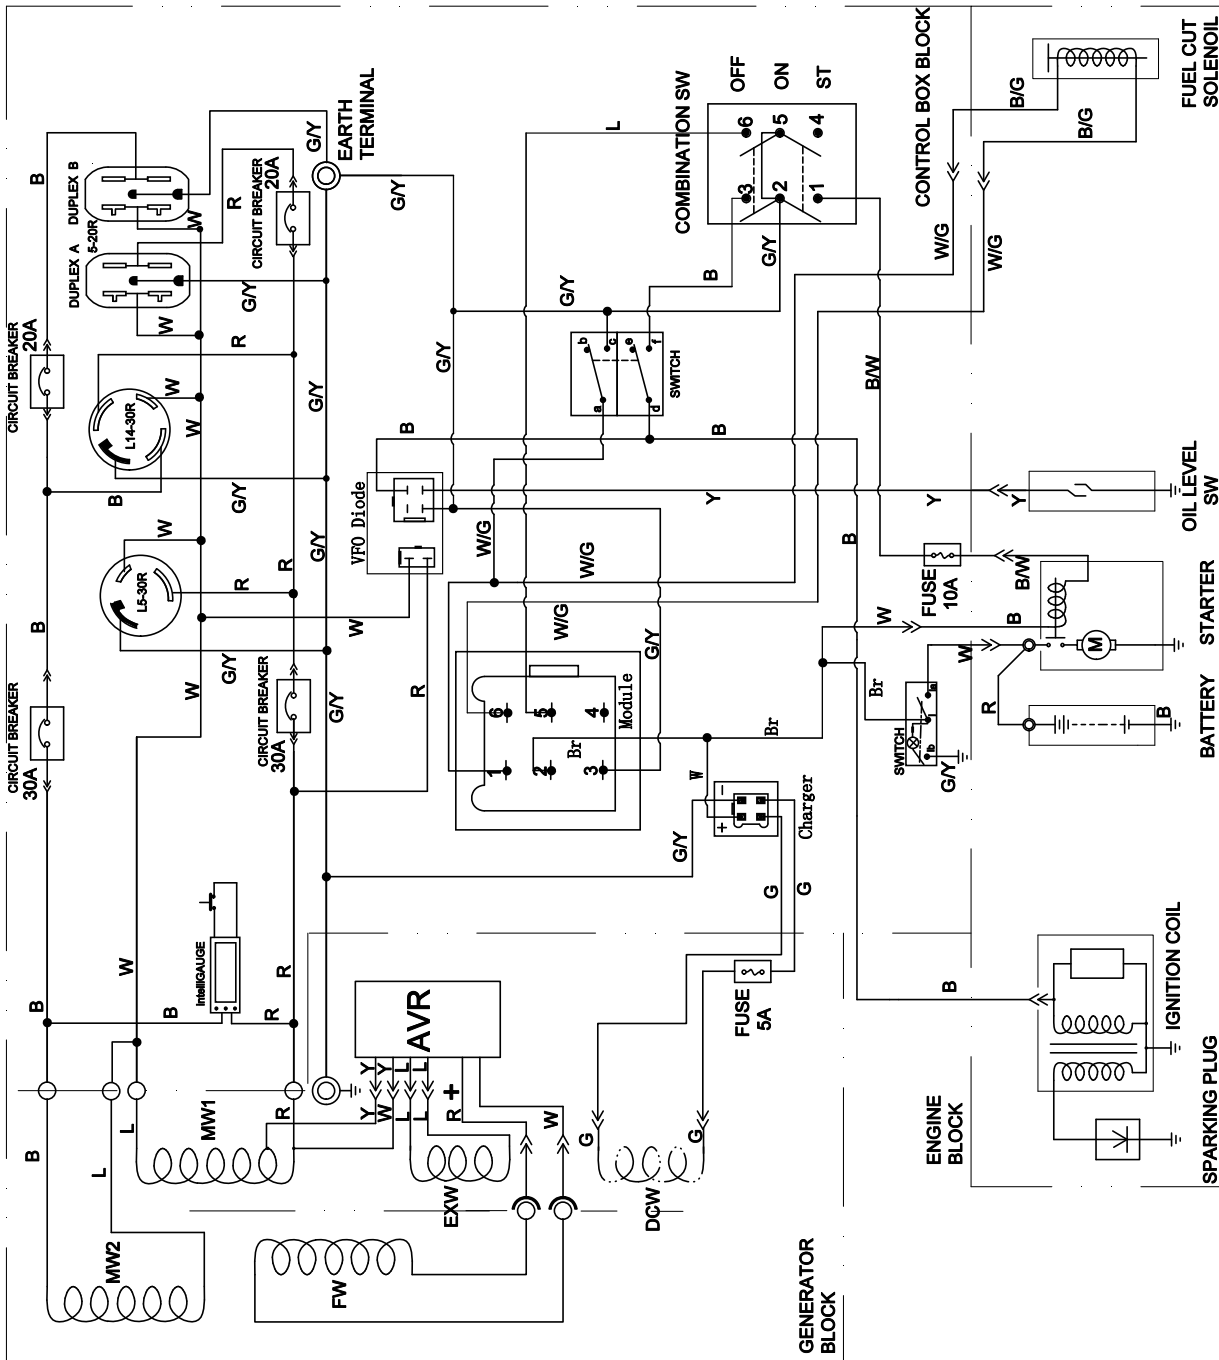 FUEL CUT
SOLENOIL
B/G
B/G
CONTROL BOX BLOCK
W/G
W/G
COMBINATION SW
OFF
ON
ST
6
5
4
3
2
1
L
B
G/Y
B/W
G/Y
EARTH
TERMINAL
G/Y
G/Y
CIRCUIT BREAKER
20A
DUPLEX B
DUPLEX A
5-20R
B
W
R
W
G/Y
CIRCUIT BREAKER
20A
R
W
L14-30R
W
B
G/Y
G/Y
G/Y
b
c
e
f
a
d
SWITCH
B
B
VFO Diode
Y
Y
Y
OIL LEVEL
SW
W
L5-30R
R
R
G/Y
G/Y
W
B
W/G
W/G
W/G
B
FUSE
10A
B/W
B
STARTER
M
W
W
G/Y
W
R
G/Y
CIRCUIT BREAKER
30A
CIRCUIT BREAKER
30A
G/Y
Module
6
5
4
1
2
3
Br
Br
Br
SWITCH
ia
i
ib
G/Y
R
B
BATTERY
W
+
−
Charger
G/Y
G
G
IntelliGAUGE
W
B
B
R
R
AVR
FUSE
5A
B
IGNITION COIL
SPARKING PLUG
ENGINE
BLOCK
Y
Y
L
L
Y
W
L
L
+
R
W
G
G
B
L
L
MW1
R
EXW
DCW
MW2
FW
GENERATOR
BLOCK